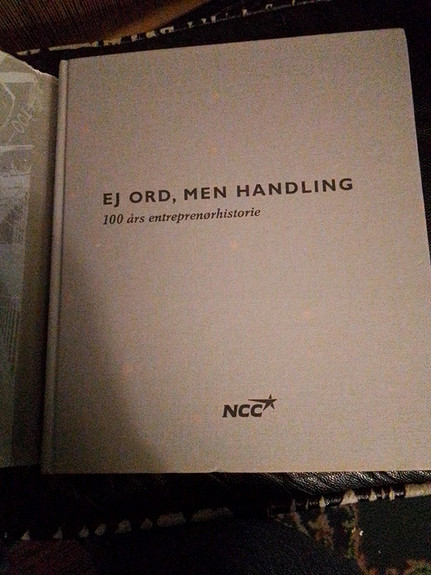 EJ ORD, MEN HANDLING
100 års entreprenørhistorie
NCC